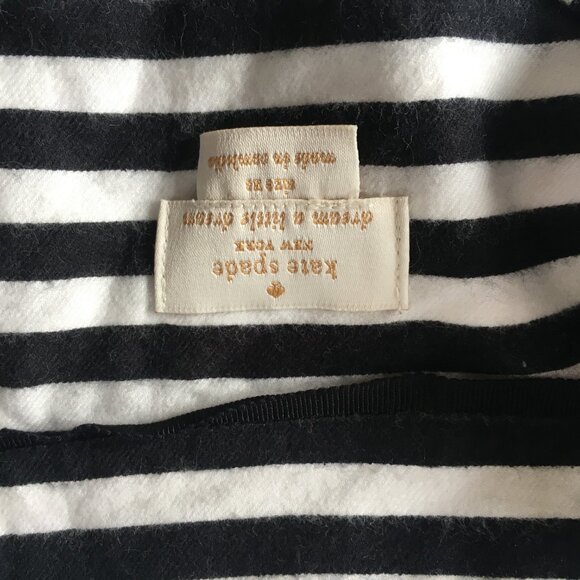 kate spade
NEW YORK
dream a little dream
size xs
made in cambodia